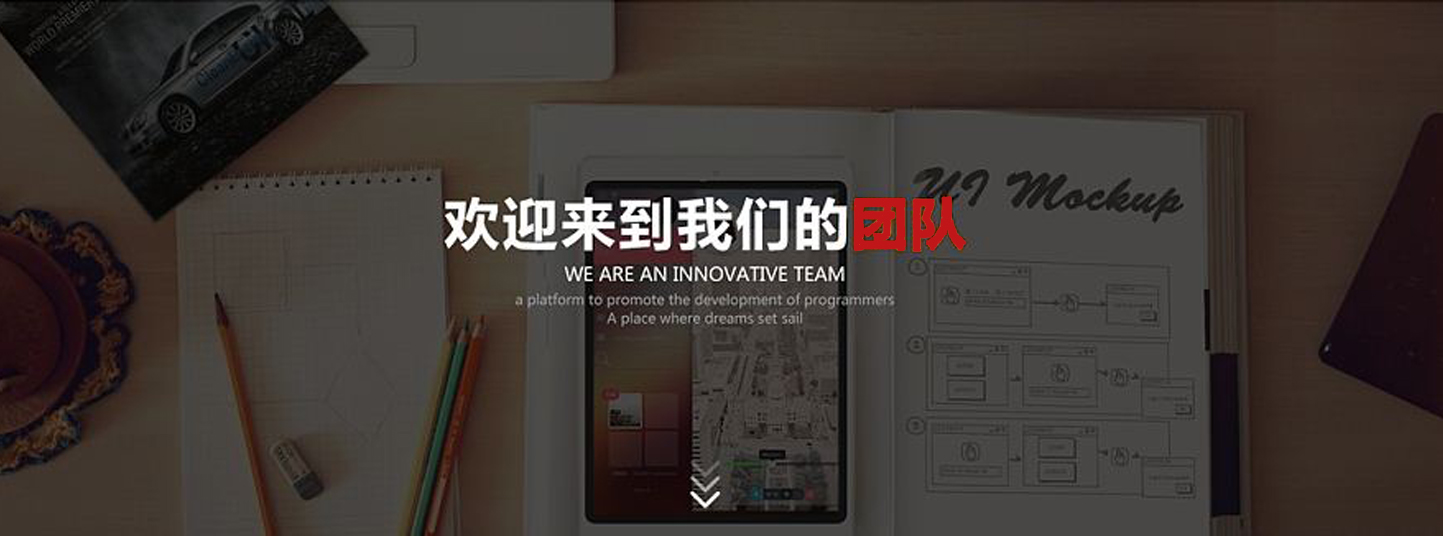 WORLD PREMIERE
UI Mockup
欢迎来到我们的团队
WE ARE AN INNOVATIVE TEAM
a platform to promote the development of programmers
A place where dreams set sail
1
2
3